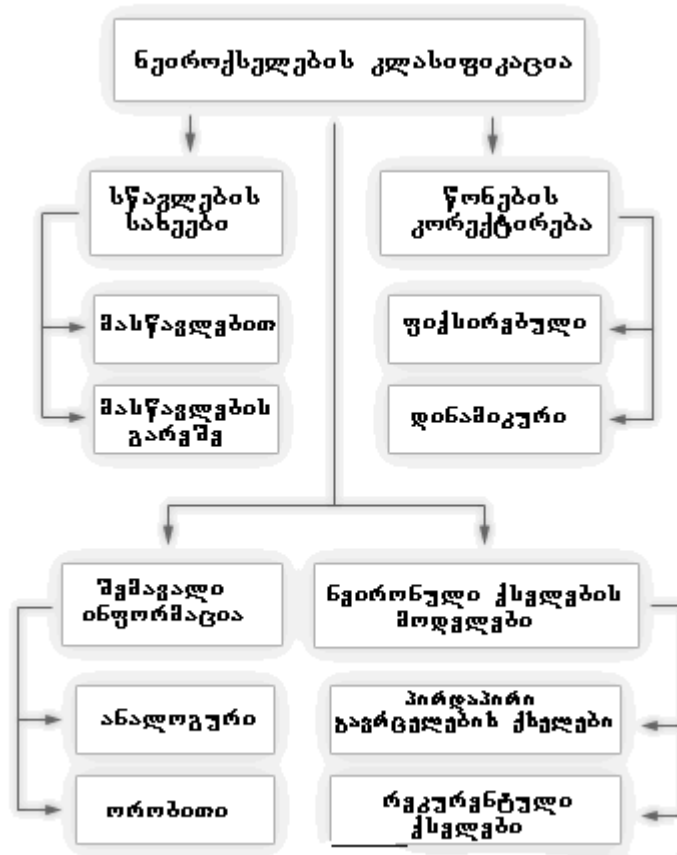 ნეიროქსელების კლასიფიკაცია
სწავლების
სახეები
წონების
კორექტირება
მასწავლებით
ფიქსირებული
მასწავლების
გარეშე
დინამიკური
შემავალი
ინფორმაცია
ნეირონული ქსელების
მოდელები
ანალოგური
პირდაპირი
გავრცელების ქსელები
ორობითი
რეკურენტული
ქსელები